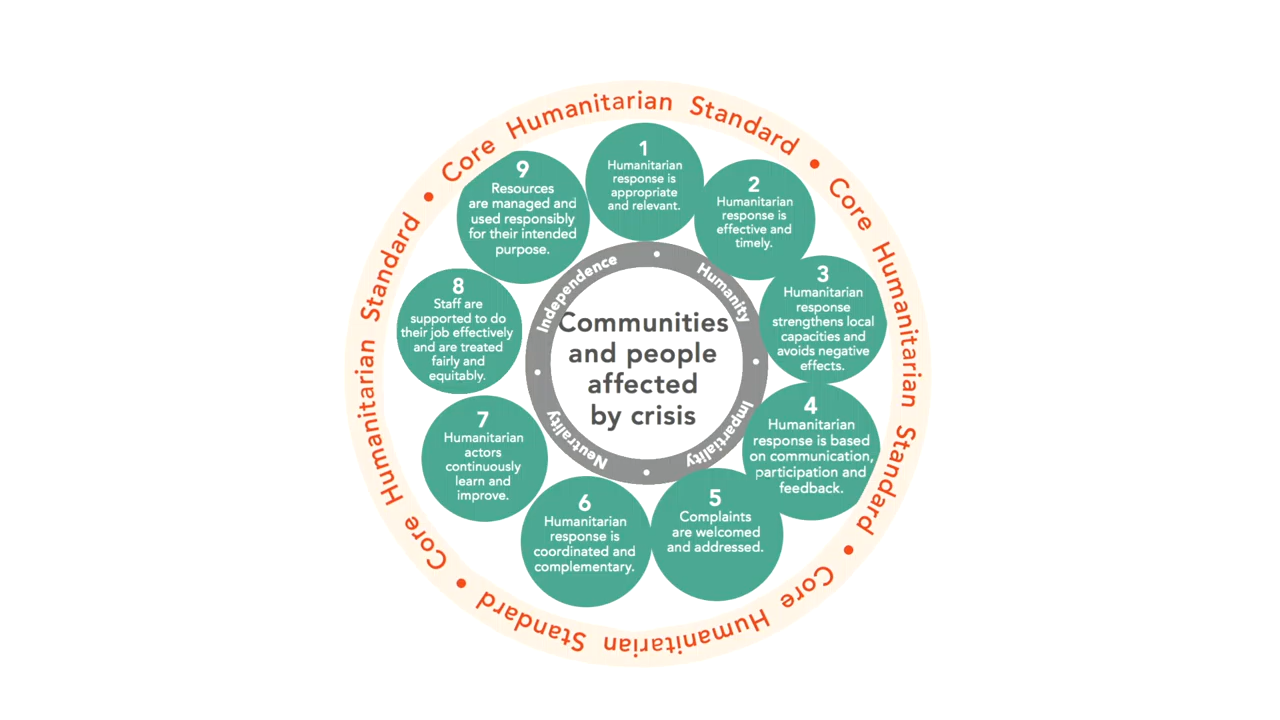 Core Humanitarian Standard • Core Humanitarian Standard • Core Humanitarian Standard • Core Humanitarian Standard •
1
Humanitarian
response is
appropriate
and relevant.
2
Humanitarian
response is
effective and
timely.
3
Humanitarian
response
strengthens local
capacities and
avoids negative
effects.
4
Humanitarian
response is based
on communication,
participation and
feedback.
5
Complaints
are welcomed
and addressed.
6
Humanitarian
response is
coordinated and
complementary.
7
Humanitarian
actors
continuously
learn and
improve.
8
Staff are
supported to do
their job effectively
and are treated
fairly and
equitably.
9
Resources
are managed and
used responsibly
for their intended
purpose.
Independence • Humanity • Impartiality • Neutrality •
Communities
and people
affected
by crisis